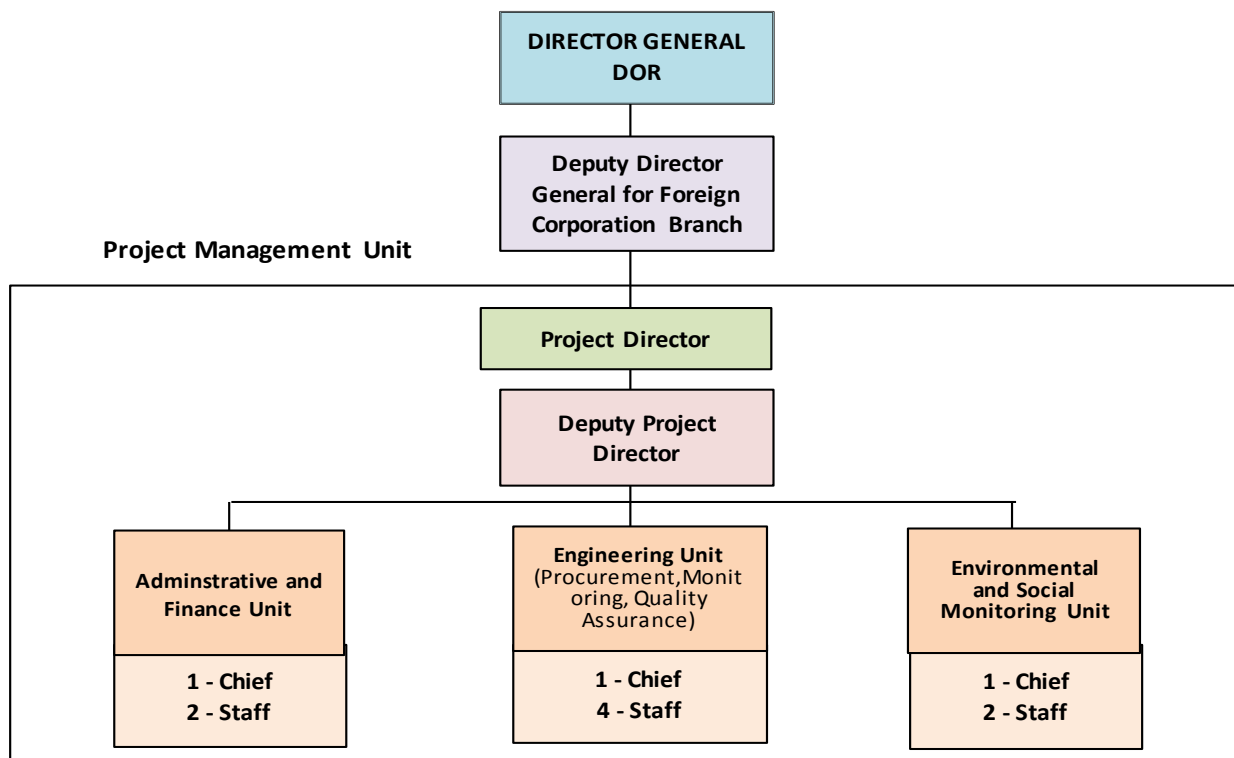 DIRECTOR GENERAL
DOR
Deputy Director
General for Foreign
Corporation Branch
Project Management Unit
Project Director
Deputy Project
Director
Adminstrative and
Finance Unit
1 - Chief
2 - Staff
Engineering Unit
(Procurement,Monit
oring, Quality
Assurance)
1 - Chief
4 - Staff
Environmental
and Social
Monitoring Unit
1 - Chief
2 - Staff